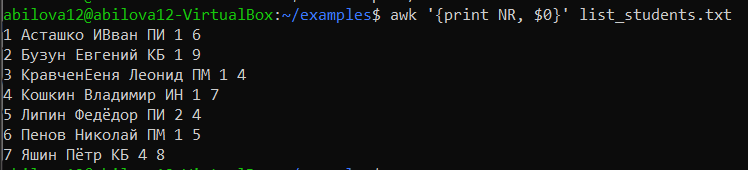 abilova12@abilova12-VirtualBox:~/examples$ awk '{print NR, $0}' list_students.txt
1 Асташко ИВван ПИ 1 6
2 Бузун Евгений КБ 1 9
3 КравченЕеня Леонид ПМ 1 4
4 Кошкин Владимир ИН 1 7
5 Липин Федёдор ПИ 2 4
6 Пенов Николай ПМ 1 5
7 Яшин Пётр КБ 4 8